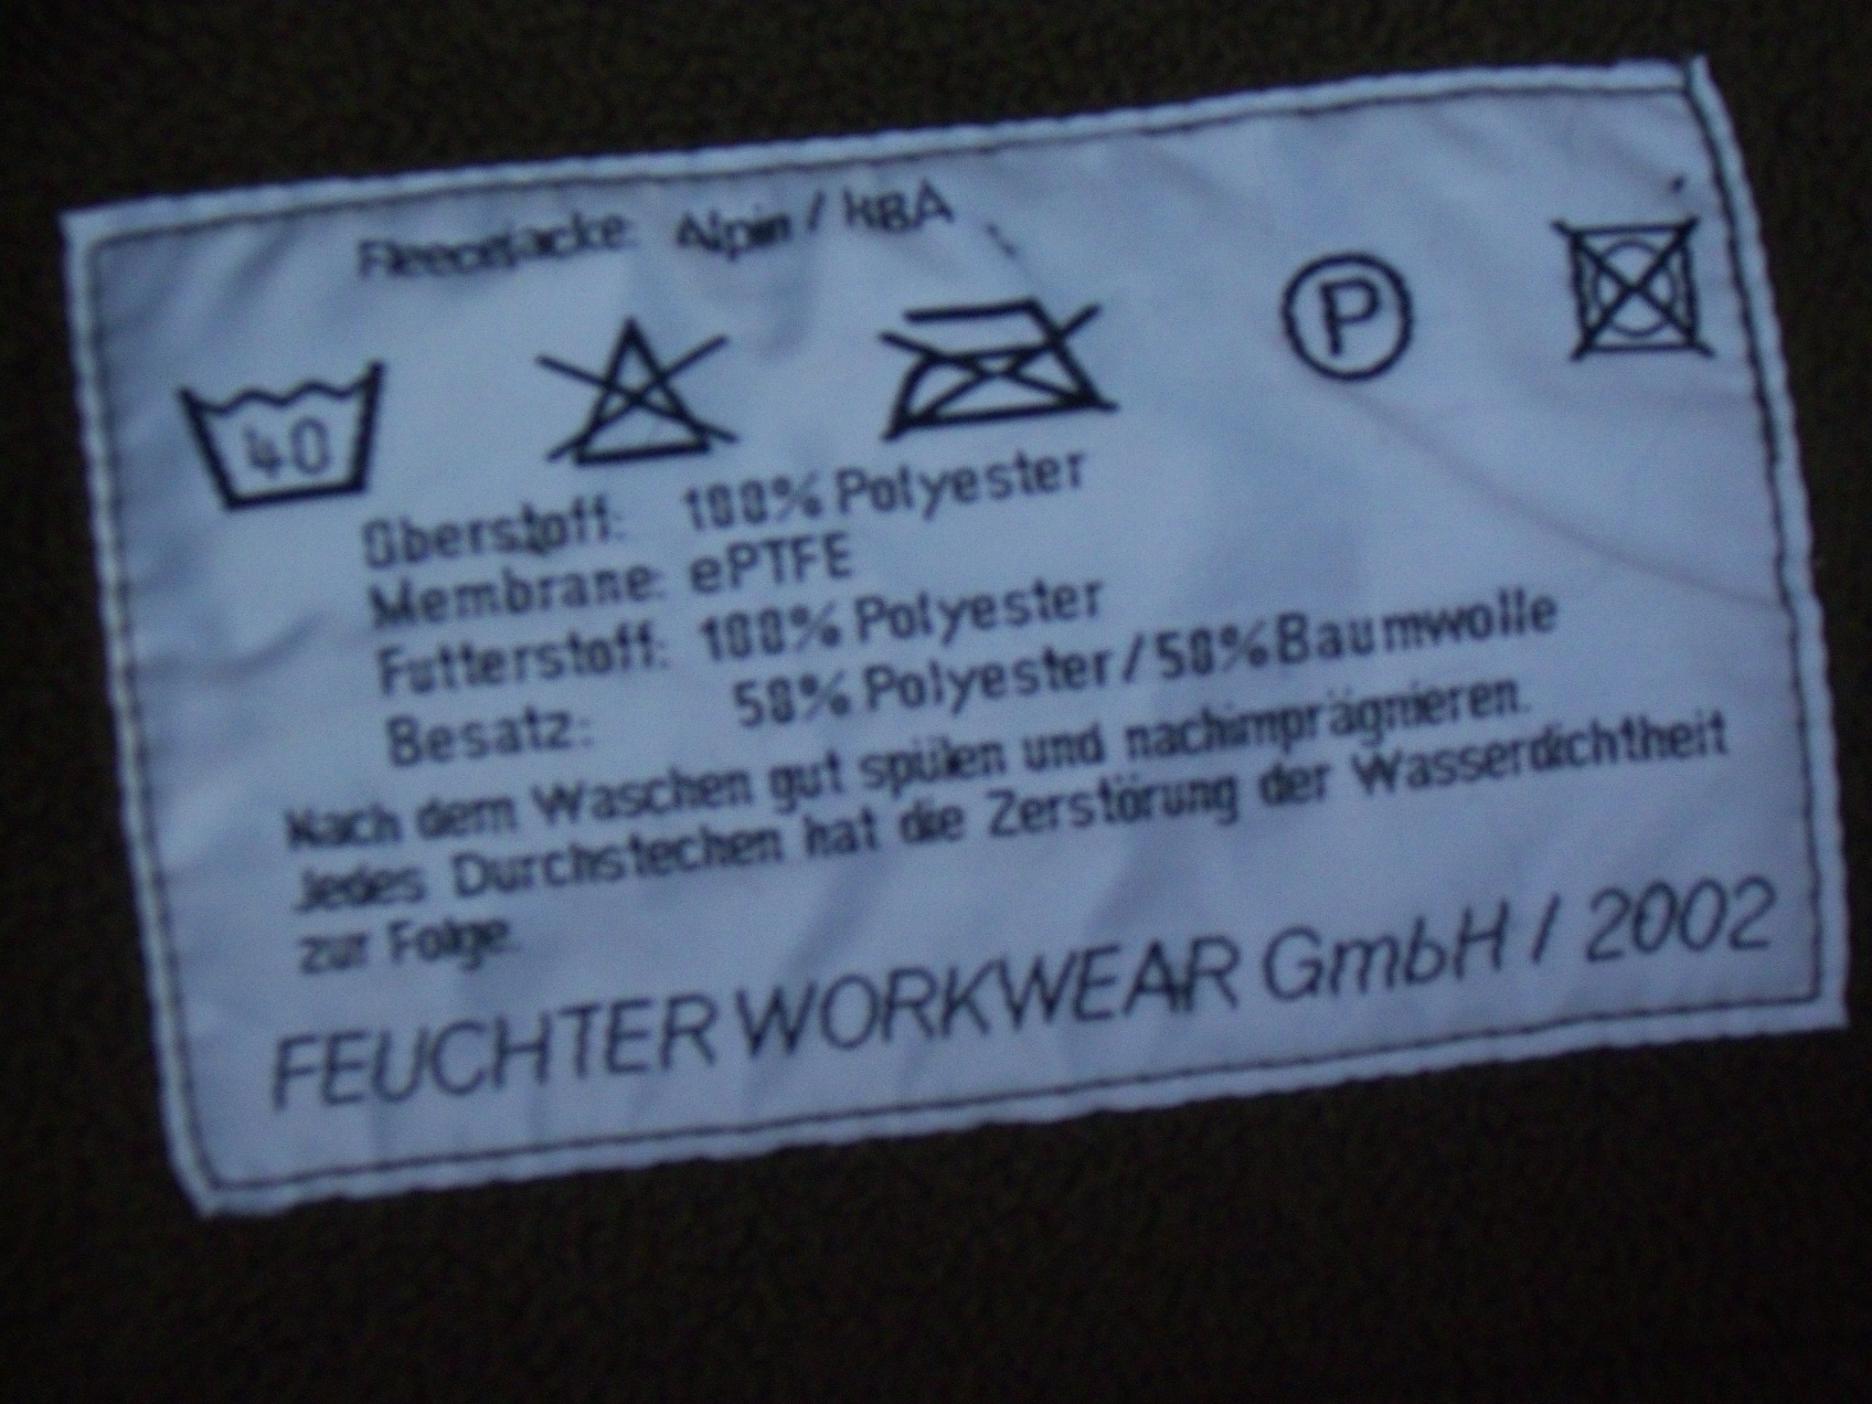 Fleecejacke Alpin / KBA
40
P
Oberstoff: 100% Polyester
Membrane: ePTFE
Futterstoff: 100% Polyester
Besatz: 50% Polyester / 50% Baumwolle
Nach dem Waschen gut spülen und nachimprägnieren.
Jedes Durchstechen hat die Zerstörung der Wasserdichtheit
zur Folge.
FEUCHTER WORKWEAR GmbH / 2002